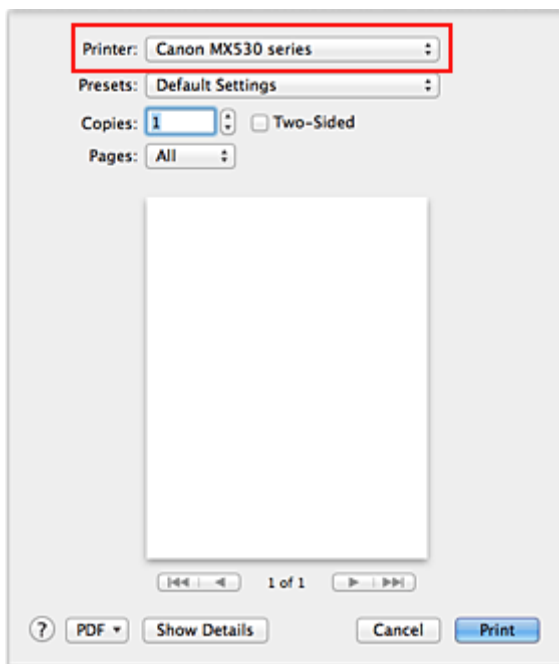 Printer: Canon MX530 series
Presets: Default Settings
Copies: 1 Two-Sided
Pages: All
1 of 1
? PDF Show Details Cancel Print